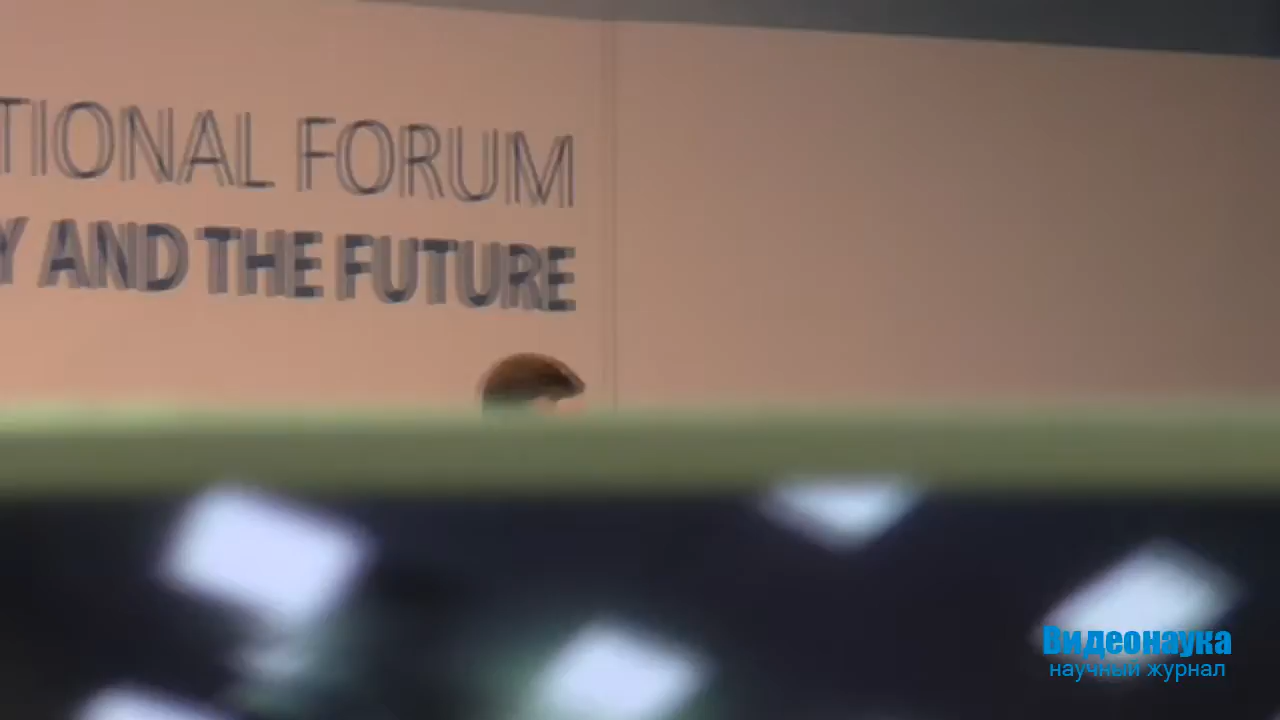 TIONAL FORUM
Y AND THE FUTURE
Видеонаука
научный журнал